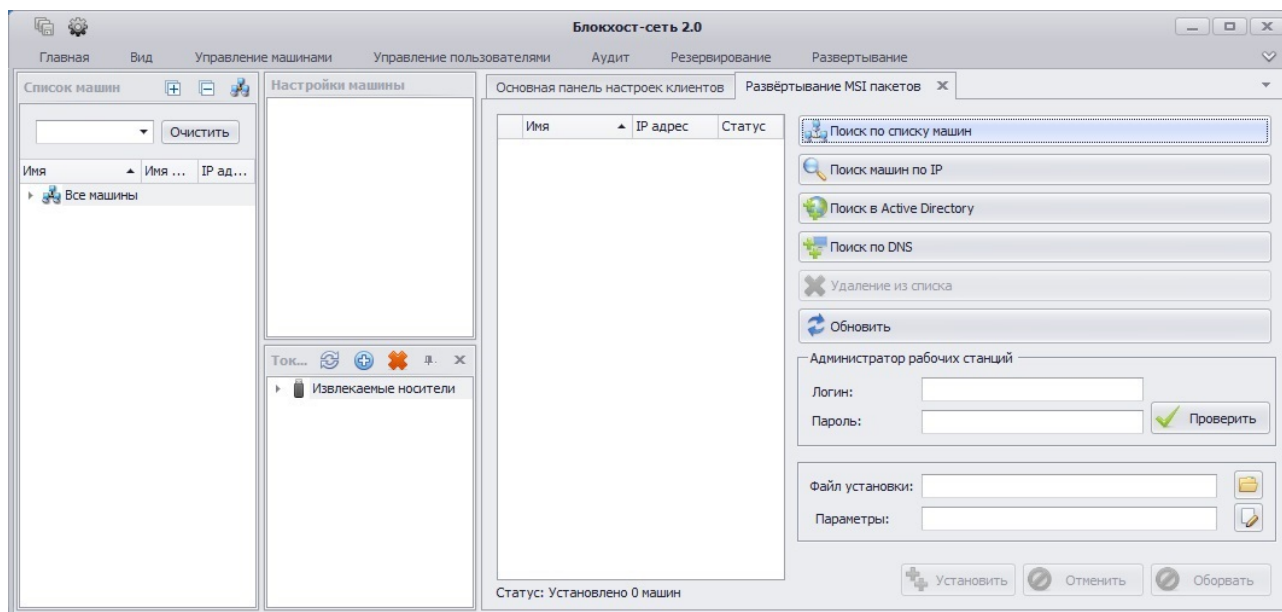 Блокхост-сеть 2.0
Главная Вид Управление машинами Управление пользователями Аудит Резервирование Развертывание
Список машин
Очистить
Имя Имя ... IP ад...
Все машины
Настройки машины
Ток...
Извлекаемые носители
Основная панель настроек клиентов Развёртывание MSI пакетов
Имя IP адрес Статус
Статус: Установлено 0 машин
Поиск по списку машин
Поиск машин по IP
Поиск в Active Directory
Поиск по DNS
Удаление из списка
Обновить
Администратор рабочих станций
Логин:
Пароль:
Проверить
Файл установки:
Параметры:
Установить Отменить Оборвать